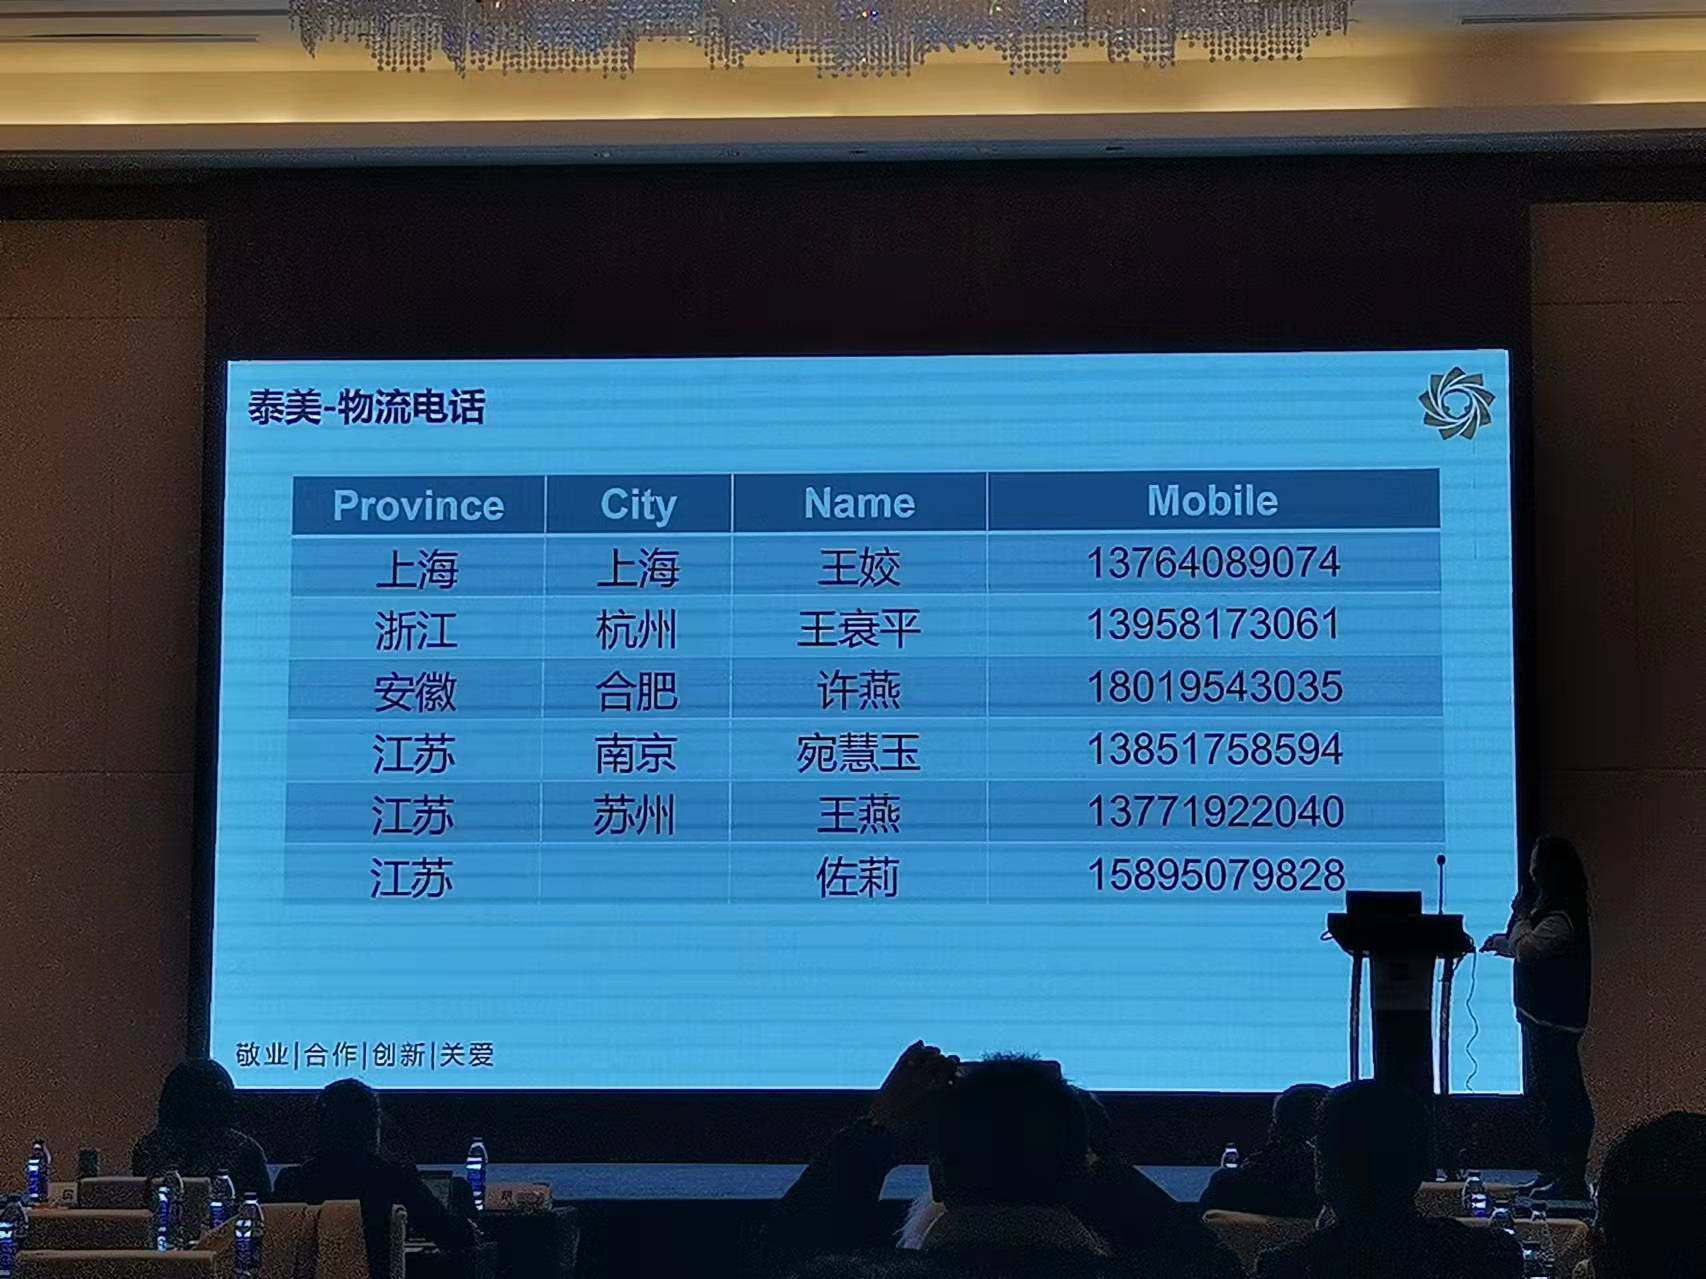 泰美-物流电话
Province City Name Mobile
上海 上海 王姣 13764089074
浙江 杭州 王衰平 13958173061
安徽 合肥 许燕 18019543035
江苏 南京 宛慧玉 13851758594
江苏 苏州 王燕 13771922040
江苏 佐莉 15895079828
敬业|合作|创新|关爱